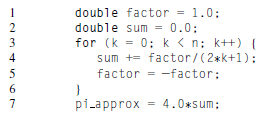 1 double factor = 1.0;
2 double sum = 0.0;
3 for (k = 0; k < n; k++) {
4 sum += factor/(2*k+1);
5 factor = −factor;
6 }
7 pi_approx = 4.0*sum;